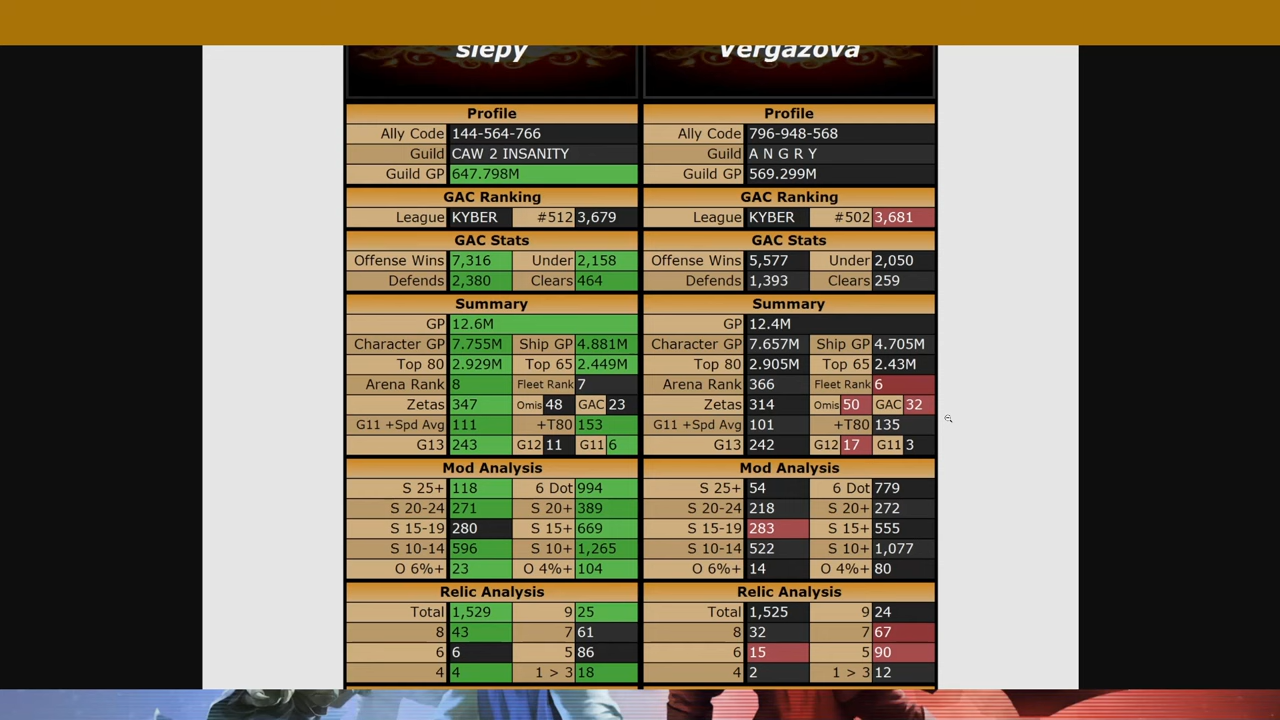 slepy
Vergazova
Profile
Ally Code 144-564-766
Guild CAW 2 INSANITY
Guild GP 647.798M
GAC Ranking
League KYBER #512 3,679
GAC Stats
Offense Wins 7,316 Under 2,158
Defends 2,380 Clears 464
Summary
GP 12.6M
Character GP 7.755M Ship GP 4.881M
Top 80 2.929M Top 65 2.449M
Arena Rank 8 Fleet Rank 7
Zetas 347 Omis 48 GAC 23
G11 +Spd Avg 111 +T80 153
G13 243 G12 11 G11 6
Mod Analysis
S 25+ 118 6 Dot 994
S 20-24 271 S 20+ 389
S 15-19 280 S 15+ 669
S 10-14 596 S 10+ 1,265
O 6%+ 23 O 4%+ 104
Relic Analysis
Total 1,529 9 25
8 43 7 61
6 6 5 86
4 4 1 > 3 18
Profile
Ally Code 796-948-568
Guild A N G R Y
Guild GP 569.299M
GAC Ranking
League KYBER #502 3,681
GAC Stats
Offense Wins 5,577 Under 2,050
Defends 1,393 Clears 259
Summary
GP 12.4M
Character GP 7.657M Ship GP 4.705M
Top 80 2.905M Top 65 2.43M
Arena Rank 366 Fleet Rank 6
Zetas 314 Omis 50 GAC 32
G11 +Spd Avg 101 +T80 135
G13 242 G12 17 G11 3
Mod Analysis
S 25+ 54 6 Dot 779
S 20-24 218 S 20+ 272
S 15-19 283 S 15+ 555
S 10-14 522 S 10+ 1,077
O 6%+ 14 O 4%+ 80
Relic Analysis
Total 1,525 9 24
8 32 7 67
6 15 5 90
4 2 1 > 3 12